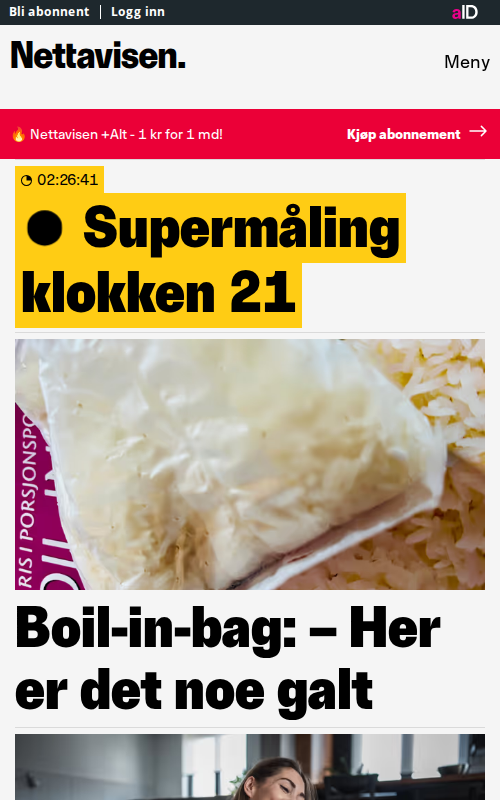 Bli abonnent | Logg inn
aID
Nettavisen.
Meny
🔥 Nettavisen +Alt - 1 kr for 1 md!
Kjøp abonnement →
02:26:41
Supermåling
klokken 21
RIS I PORSJONSPO
Boil-in-bag: – Her
er det noe galt